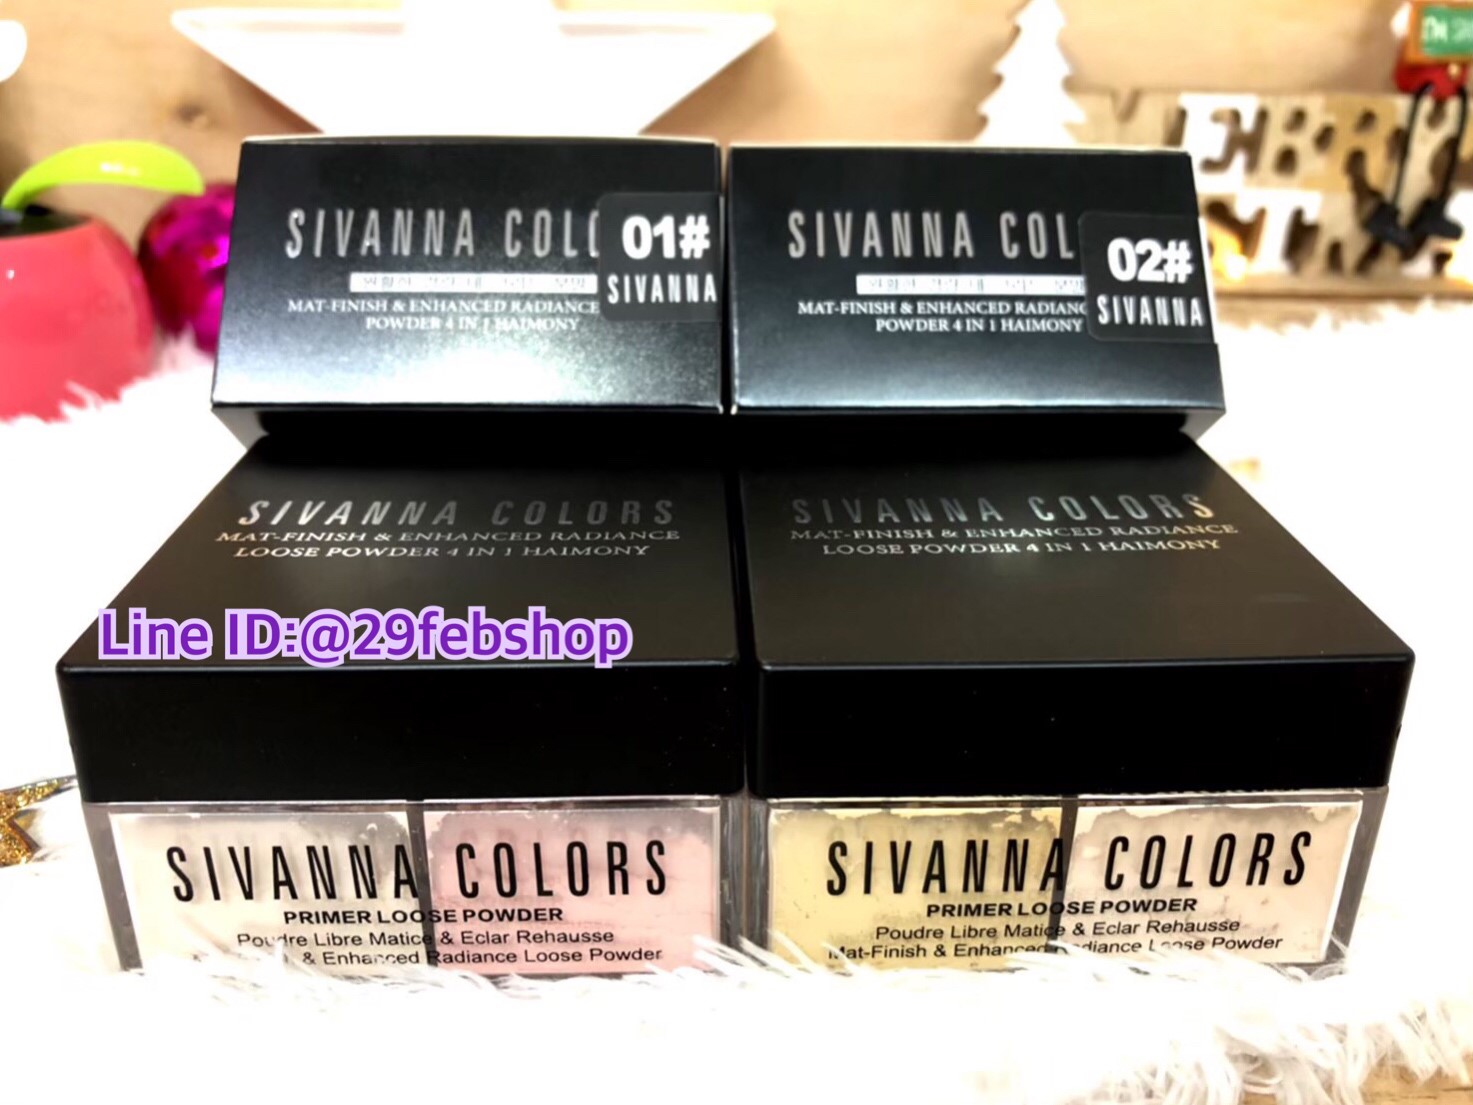 I'M
MERRY
SIVANNA COLO
01#
SIVANNA
MAT-FINISH & ENHANCED RADIANCE
POWDER 4 IN 1 HAIMONY
SIVANNA COL
02#
SIVANNA
MAT-FINISH & ENHANCED RADIANC
POWDER 4 IN 1 HAIMONY
SIVANNA COLORS
MAT-FINISH & ENHANCED RADIANCE
LOOSE POWDER 4 IN 1 HAIMONY
SIVANNA COLORS
MAT-FINISH & ENHANCED RADIANCE
LOOSE POWDER 4 IN 1 HAIMONY
Line ID:@29febshop
SIVANNA COLORS
PRIMER LOOSE POWDER
Poudre Libre Matice & Eclar Rehausse
& Enhanced Radiance Loose Powder
SIVANNA COLORS
PRIMER LOOSE POWDER
Poudre Libre Matice & Eclar Rehausse
Mat-Finish & Enhanced Radiance Loose Powder